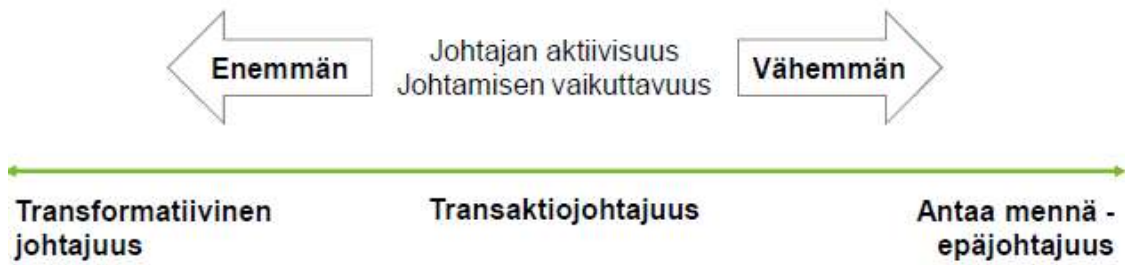 Enemmän
Johtajan aktiivisuus
Johtamisen vaikuttavuus
Vähemmän
Transformatiivinen
johtajuus
Transaktiojohtajuus
Antaa mennä -
epäjohtajuus